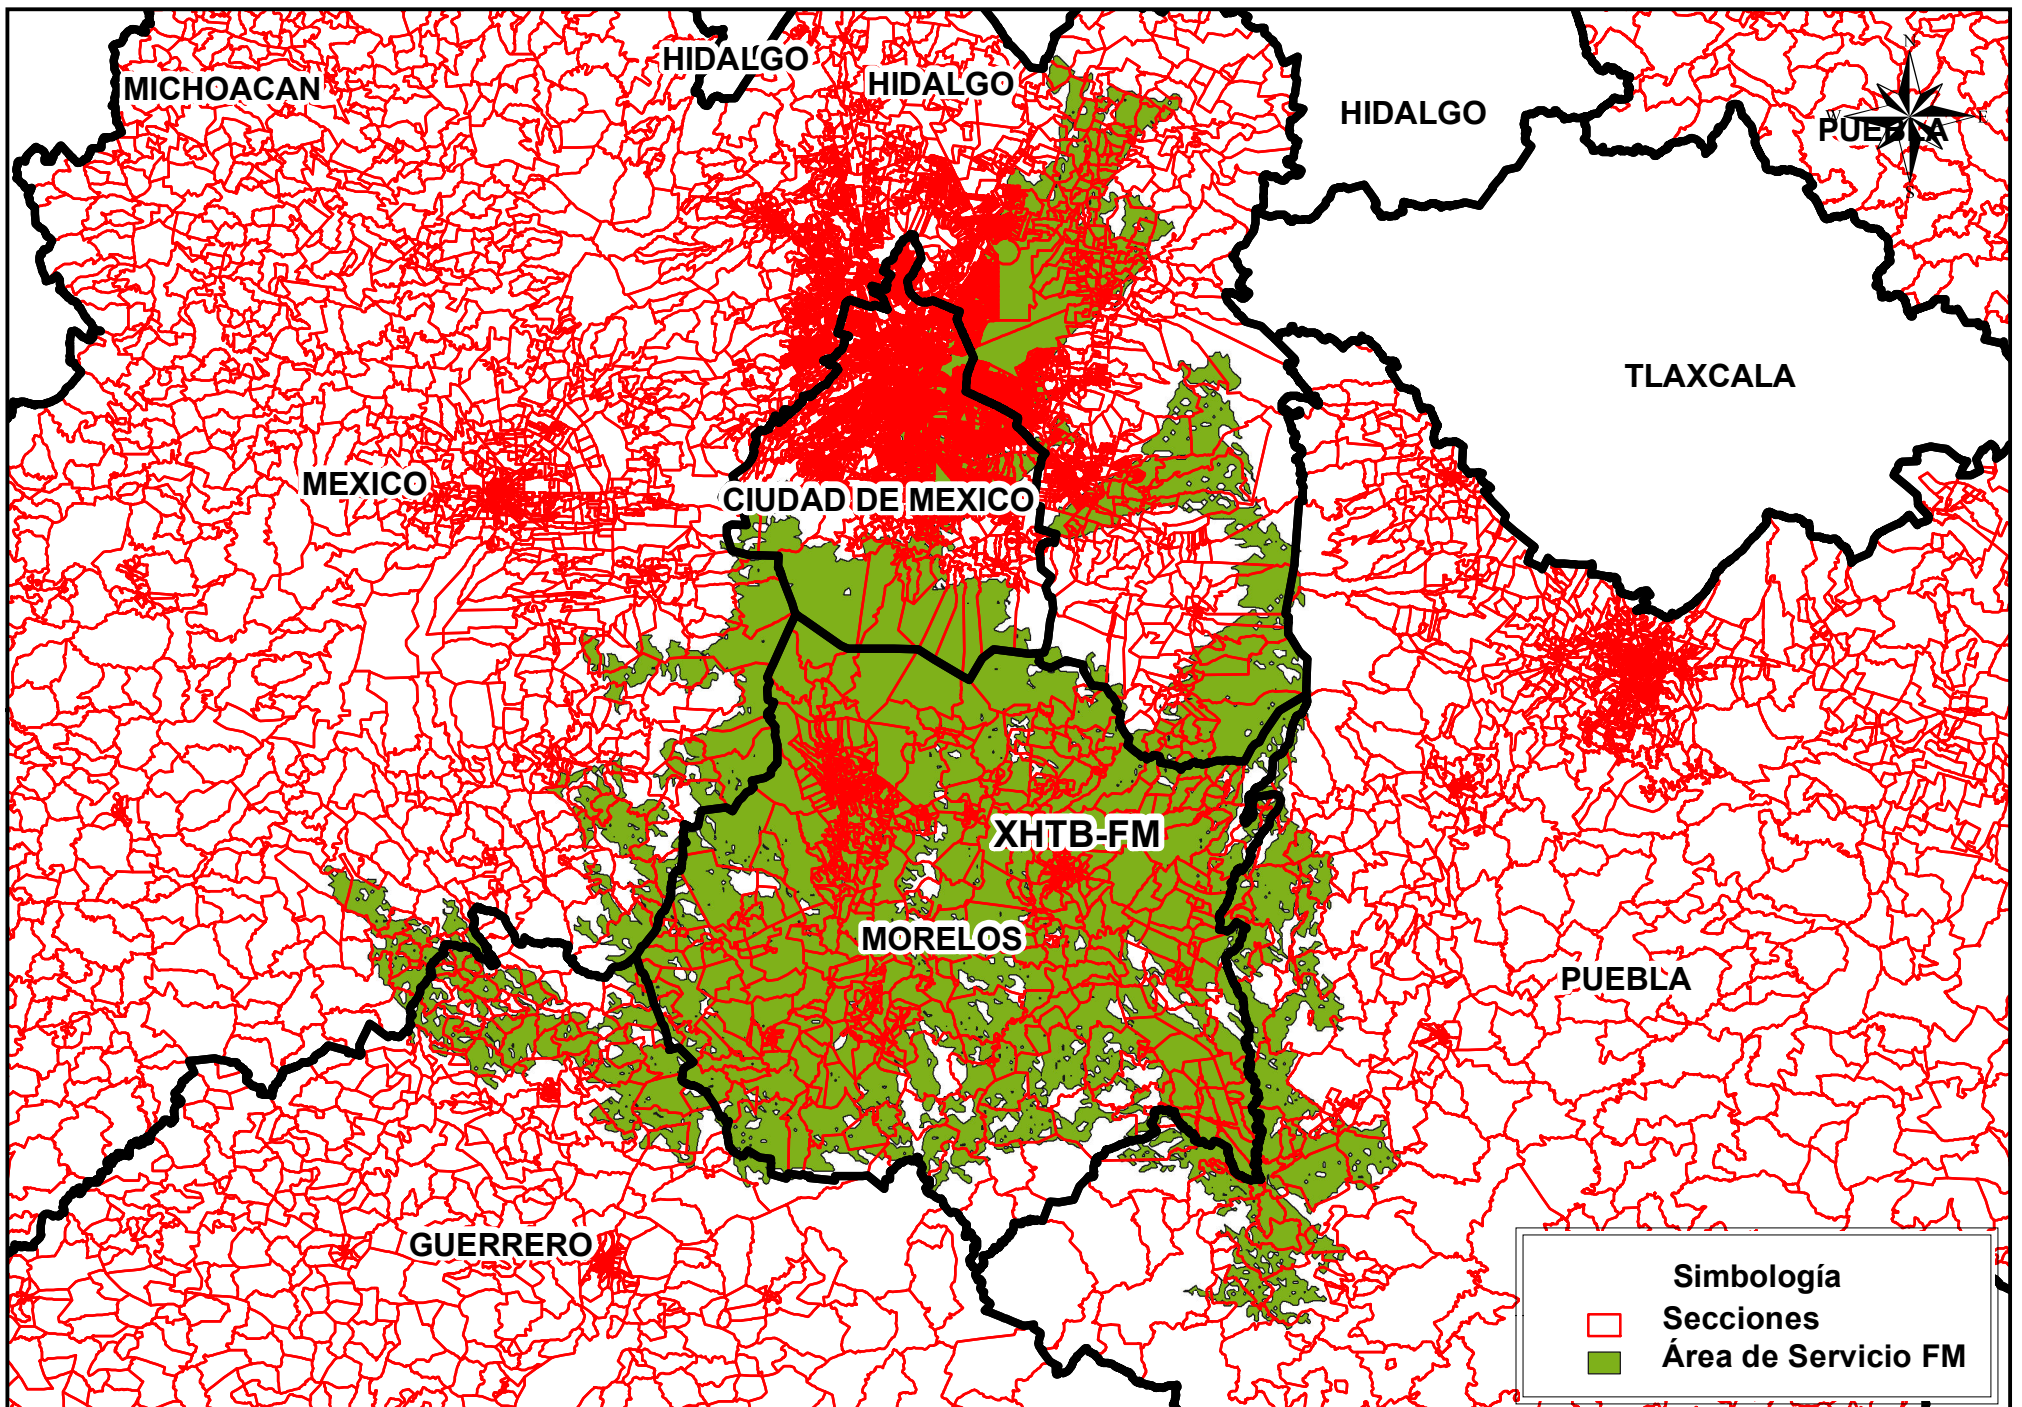 HIDALGO
MICHOACAN
HIDALGO
HIDALGO
PUEBLA
N
W
E
S
TLAXCALA
MEXICO
CIUDAD DE MEXICO
XHTB-FM
MORELOS
PUEBLA
GUERRERO
Simbología
Secciones
Área de Servicio FM